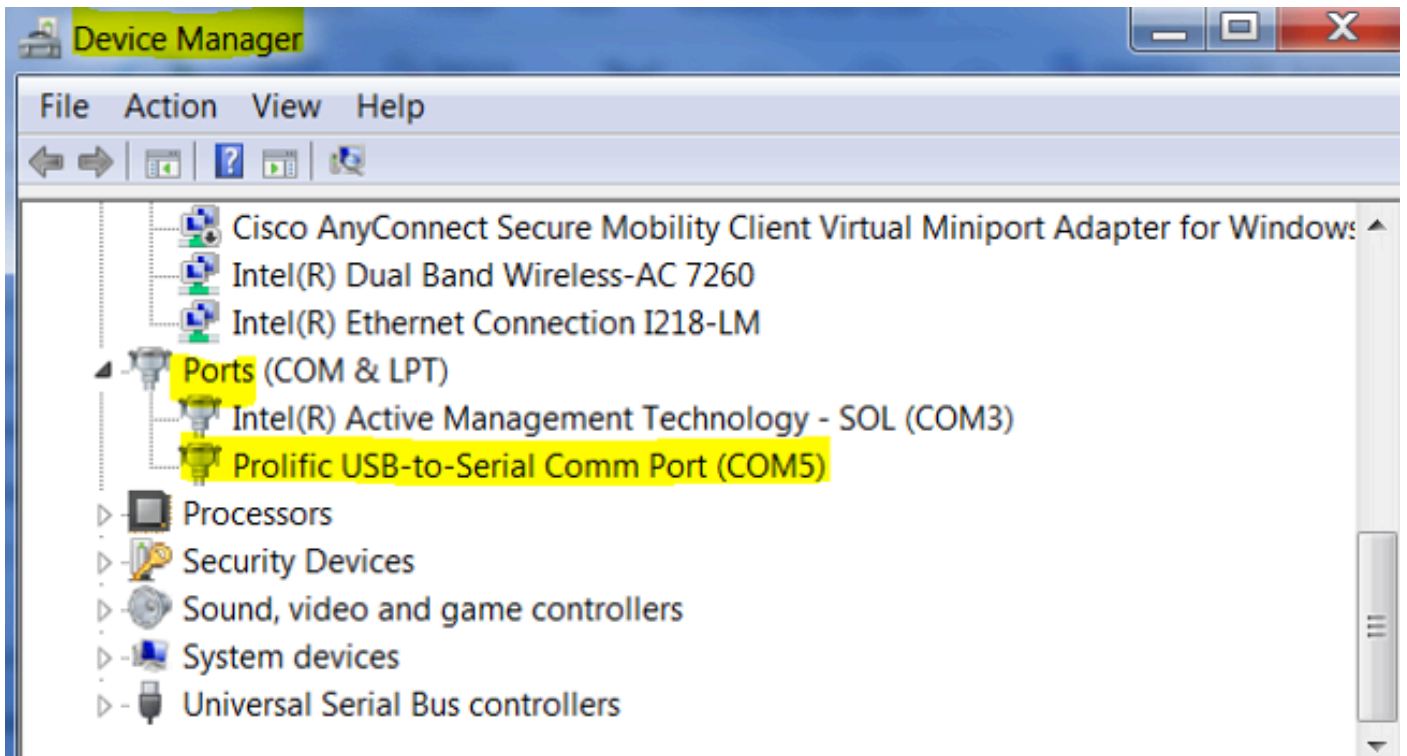 Device Manager
File Action View Help
Cisco AnyConnect Secure Mobility Client Virtual Miniport Adapter for Windows
Intel(R) Dual Band Wireless-AC 7260
Intel(R) Ethernet Connection I218-LM
Ports (COM & LPT)
Intel(R) Active Management Technology - SOL (COM3)
Prolific USB-to-Serial Comm Port (COM5)
Processors
Security Devices
Sound, video and game controllers
System devices
Universal Serial Bus controllers